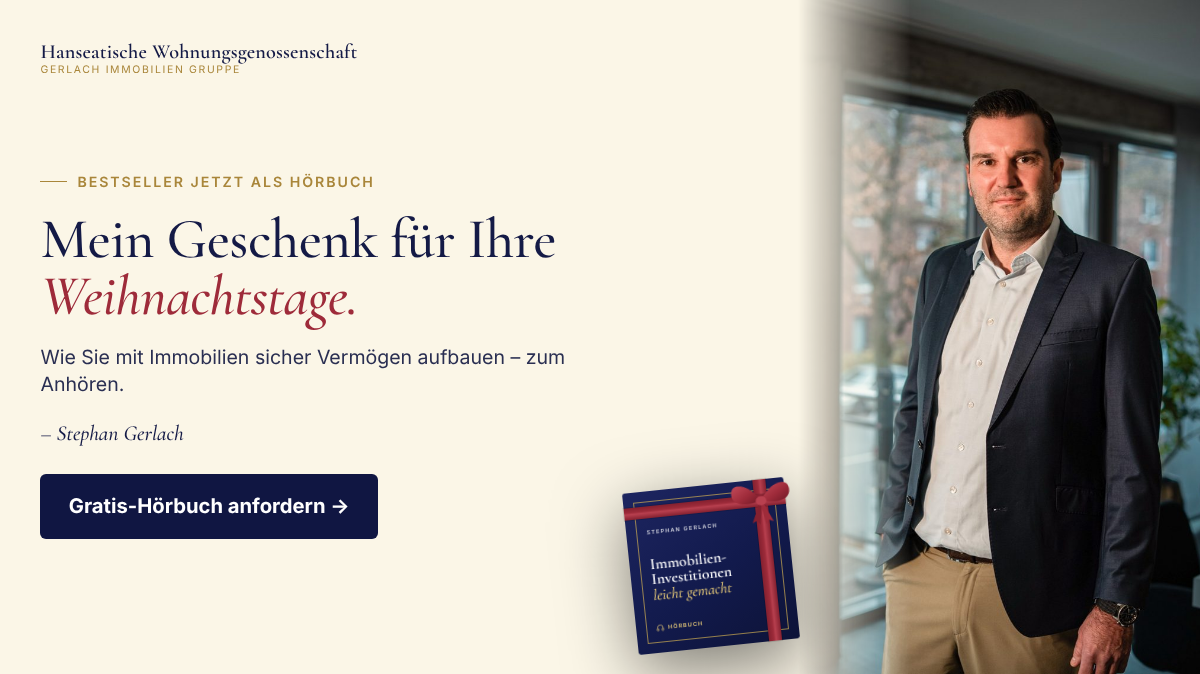 Hanseatische Wohnungsgenossenschaft
GERLACH IMMOBILIEN GRUPPE
BESTSELLER JETZT ALS HÖRBUCH
Mein Geschenk für Ihre
Weihnachtstage.
Wie Sie mit Immobilien sicher Vermögen aufbauen – zum
Anhören.
– Stephan Gerlach
Gratis-Hörbuch anfordern →
STEPHAN GERLACH
Immobilien-
Investitionen
leicht gemacht
HÖRBUCH